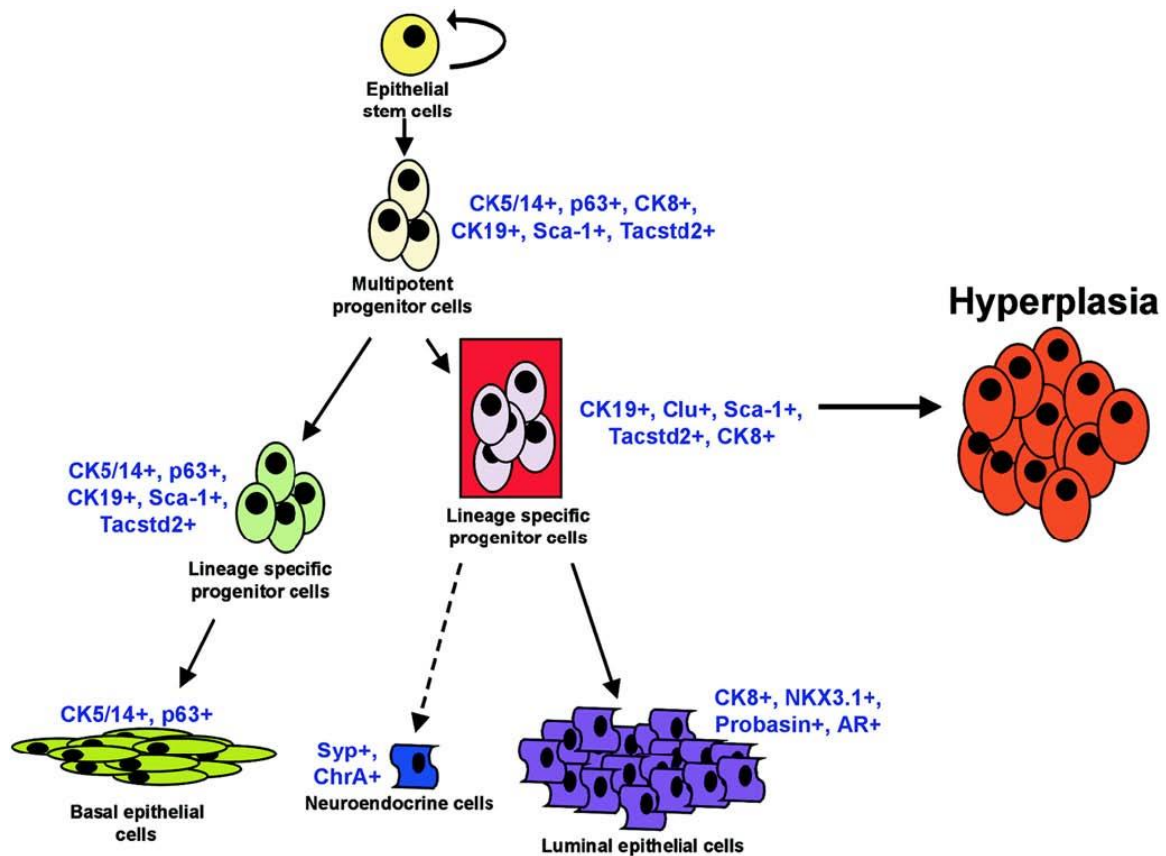 Epithelial
stem cells
CK5/14+, p63+, CK8+,
CK19+, Sca-1+, Tacstd2+
Multipotent
progenitor cells
Hyperplasia
CK19+, Clu+, Sca-1+,
Tacstd2+, CK8+
CK5/14+, p63+,
CK19+, Sca-1+,
Tacstd2+
Lineage specific
progenitor cells
Lineage specific
progenitor cells
CK5/14+, p63+
Basal epithelial
cells
Syp+,
ChrA+
Neuroendocrine cells
CK8+, NKX3.1+,
Probasin+, AR+
Luminal epithelial cells